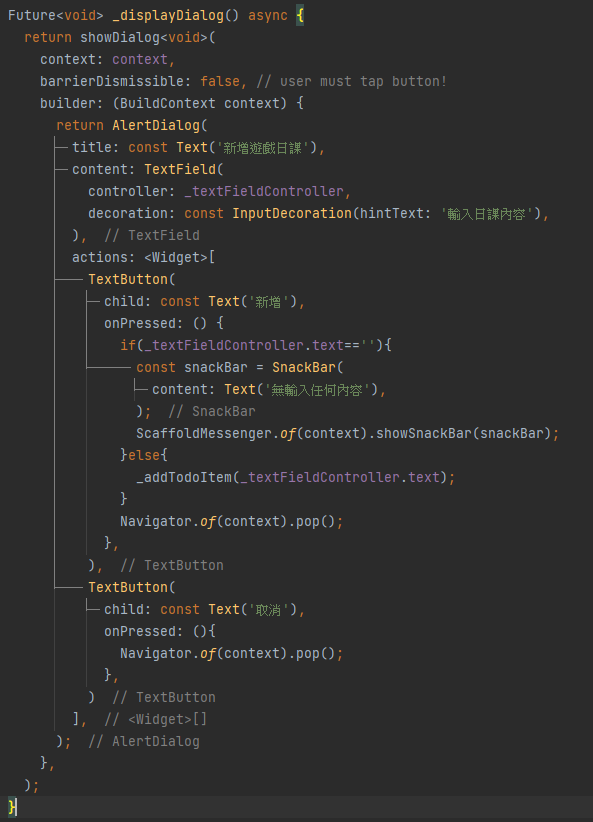 Future<void> _displayDialog() async {
  return showDialog<void>(
    context: context,
    barrierDismissible: false, // user must tap button!
    builder: (BuildContext context) {
      return AlertDialog(
        title: const Text('新增遊戲日謀'),
        content: TextField(
          controller: _textFieldController,
          decoration: const InputDecoration(hintText: '輸入日謀內容'),
        ),  // TextField
        actions: <Widget>[
          TextButton(
            child: const Text('新增'),
            onPressed: () {
              if(_textFieldController.text==''){
                const snackBar = SnackBar(
                  content: Text('無輸入任何內容'),
                );  // SnackBar
                ScaffoldMessenger.of(context).showSnackBar(snackBar);
              }else{
                _addTodoItem(_textFieldController.text);
              }
              Navigator.of(context).pop();
            },
          ),  // TextButton
          TextButton(
            child: const Text('取消'),
            onPressed: (){
              Navigator.of(context).pop();
            },
          )  // TextButton
        ],  // <Widget>[]
      );  // AlertDialog
    },
  );
}